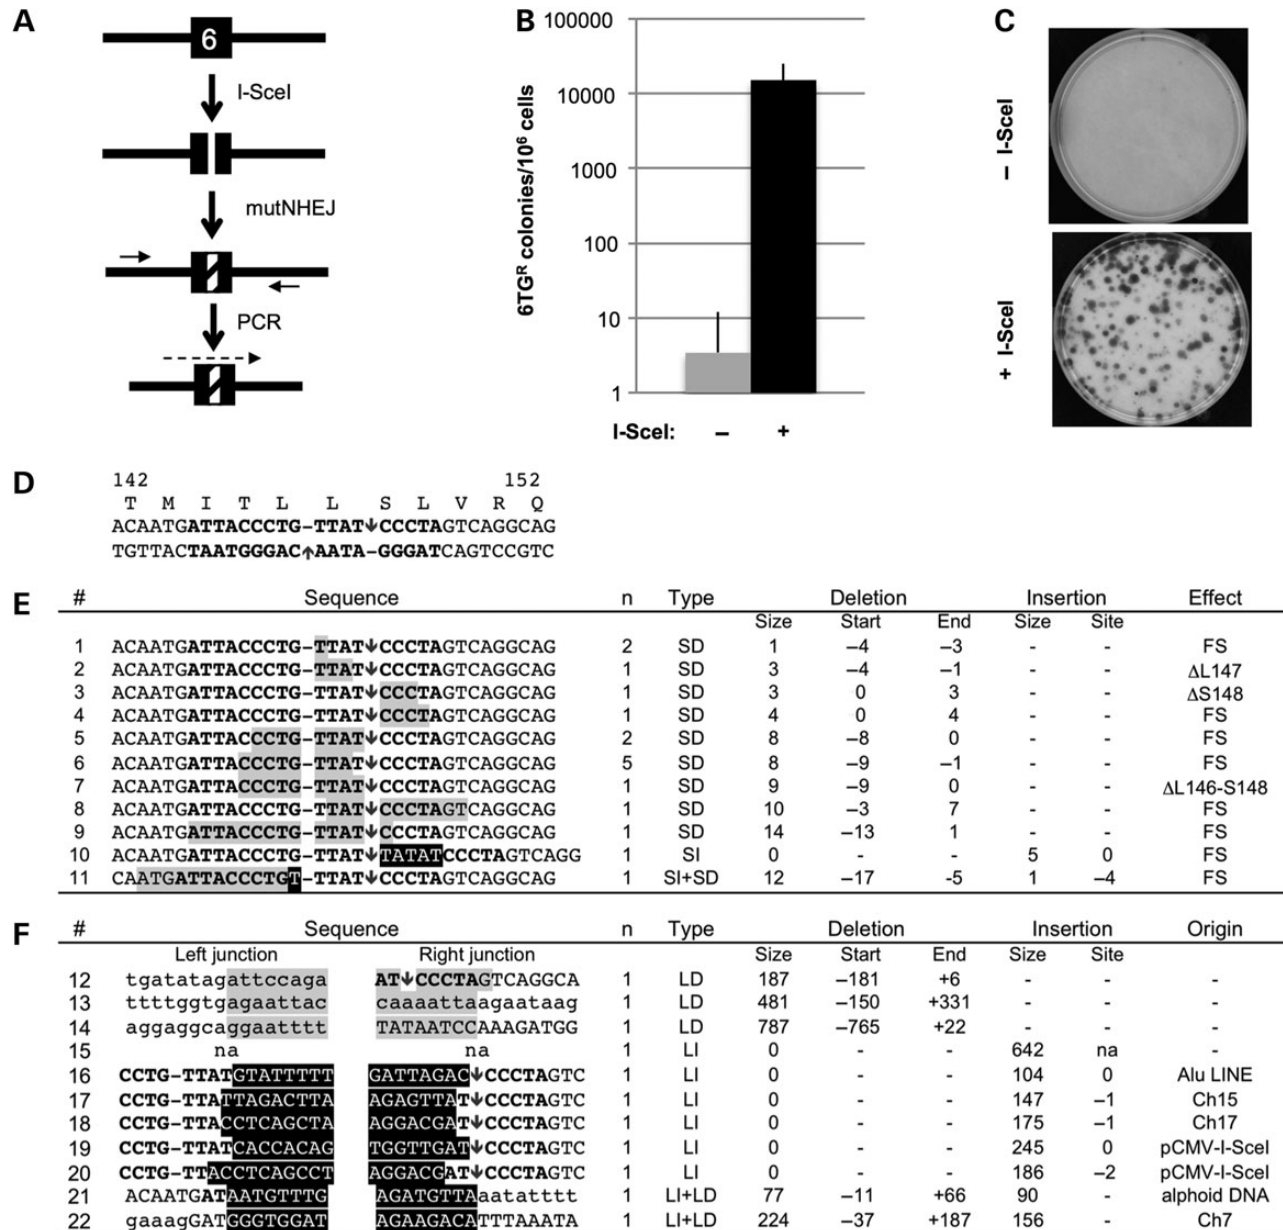 A
6
I-SceI
mutNHEJ
PCR
B
6TGᴿ colonies/10⁶ cells
100000
10000
1000
100
10
1
I-SceI: – +
C
– I-SceI
+ I-SceI
D
142 152
T M I T L L S L V R Q
ACAATGATTACCCTG–TTAT↓CCCTAGTCAGGCAG
TGTTACTAATGGGAC↑AATA–GGGATCAGTCCGTC
E
# Sequence n Type Deletion Insertion Effect
Size Start End Size Site
1 ACAATGATTACCCTG–TTAT↓CCCTAGTCAGGCAG 2 SD 1 –4 –3 - - FS
2 ACAATGATTACCCTG–TTAT↓CCCTAGTCAGGCAG 1 SD 3 –4 –1 - - ΔL147
3 ACAATGATTACCCTG–TTAT↓CCCTAGTCAGGCAG 1 SD 3 0 3 - - ΔS148
4 ACAATGATTACCCTG–TTAT↓CCCTAGTCAGGCAG 1 SD 4 0 4 - - FS
5 ACAATGATTACCCTG–TTAT↓CCCTAGTCAGGCAG 2 SD 8 –8 0 - - FS
6 ACAATGATTACCCTG–TTAT↓CCCTAGTCAGGCAG 5 SD 8 –9 –1 - - FS
7 ACAATGATTACCCTG–TTAT↓CCCTAGTCAGGCAG 1 SD 9 –9 0 - - ΔL146-S148
8 ACAATGATTACCCTG–TTAT↓CCCTAGTCAGGCAG 1 SD 10 –3 7 - - FS
9 ACAATGATTACCCTG–TTAT↓CCCTAGTCAGGCAG 1 SD 14 –13 1 - - FS
10 ACAATGATTACCCTG–TTAT↓TATATCCCTAGTCAGG 1 SI 0 - - 5 0 FS
11 CAATGATTACCCTGT–TTAT↓CCCTAGTCAGGCAG 1 SI+SD 12 –17 -5 1 –4 FS
F
# Sequence n Type Deletion Insertion Origin
Left junction Right junction Size Start End Size Site
12 tgatatagattccaga AT↓CCCTAGTCAGGCA 1 LD 187 –181 +6 - - -
13 ttttggtgagaattac caaaattaagaataag 1 LD 481 –150 +331 - - -
14 aggaggcaggaatttt TATAATCCAAAGATGG 1 LD 787 –765 +22 - - -
15 na na 1 LI 0 - - 642 na -
16 CCTG–TTATGTATTTTT GATTAGAC↓CCCTAGTC 1 LI 0 - - 104 0 Alu LINE
17 CCTG–TTATTAGACTTA AGAGTTAT↓CCCTAGTC 1 LI 0 - - 147 –1 Ch15
18 CCTG–TTACCTCAGCTA AGGACGAT↓CCCTAGTC 1 LI 0 - - 175 –1 Ch17
19 CCTG–TTATCACCACAG TGGTTGAT↓CCCTAGTC 1 LI 0 - - 245 0 pCMV-I-SceI
20 CCTG–TTACCTCAGCCT AGGACGAT↓CCCTAGTC 1 LI 0 - - 186 –2 pCMV-I-SceI
21 ACAATGATAATGTTTG AGATGTTAaatatttt 1 LI+LD 77 –11 +66 90 - alphoid DNA
22 gaaagGATGGGTGGAT AGAAGACATTTAAATA 1 LI+LD 224 –37 +187 156 - Ch7